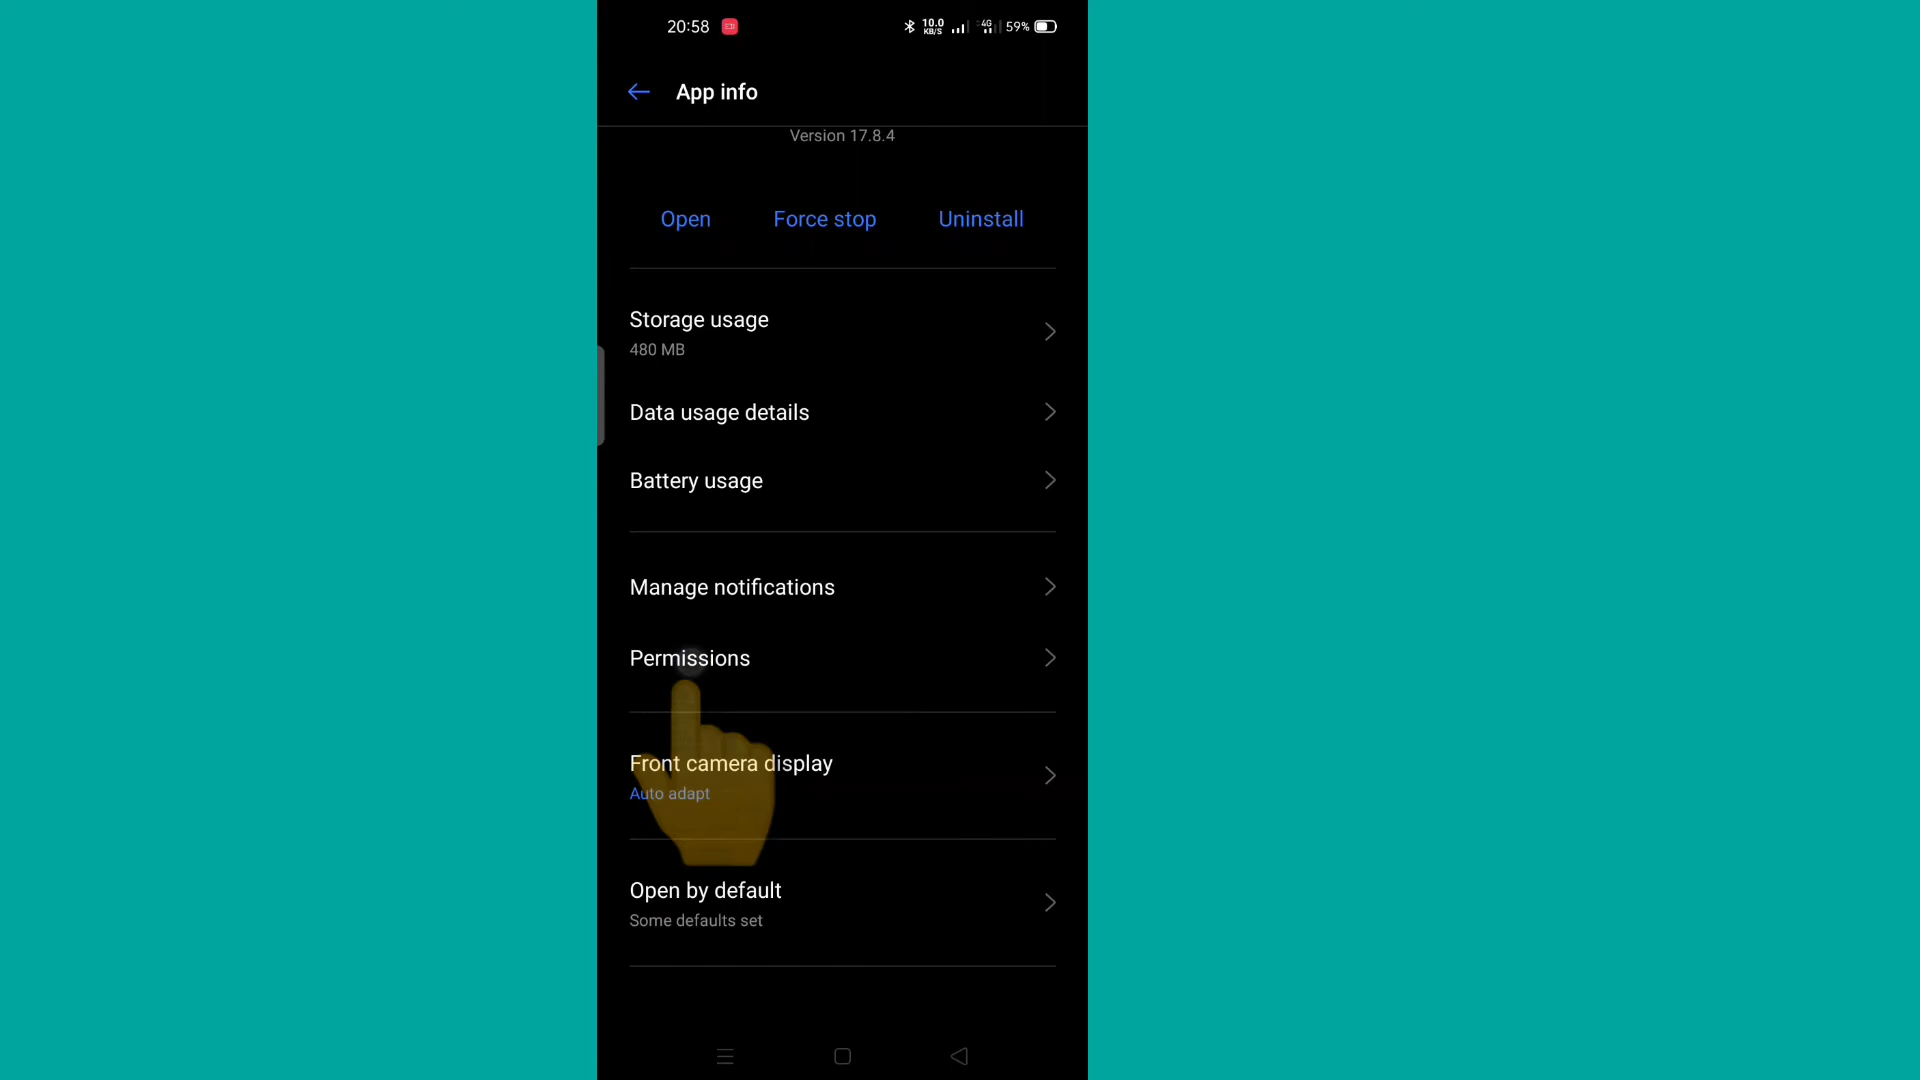 20:58
10.0
KB/S
4G
59%
App info
Version 17.8.4
Open
Force stop
Uninstall
Storage usage
480 MB
Data usage details
Battery usage
Manage notifications
Permissions
Front camera display
Auto adapt
Open by default
Some defaults set